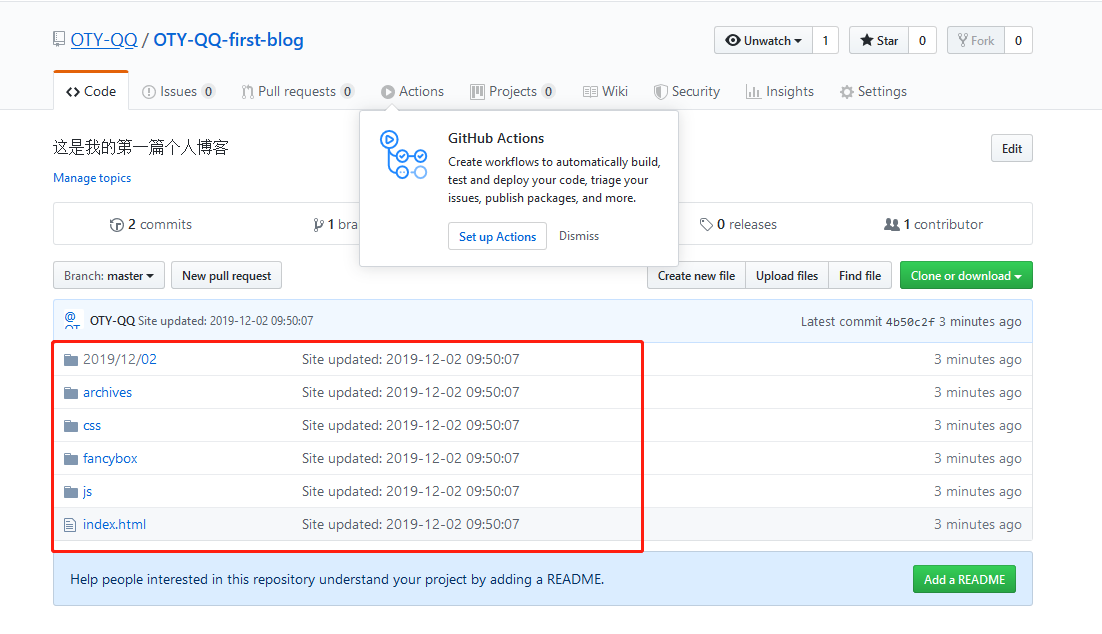 OTY-QQ / OTY-QQ-first-blog Unwatch 1 Star 0 Fork 0
Code Issues 0 Pull requests 0 Actions Projects 0 Wiki Security Insights Settings
这是我的第一篇个人博客 Edit
Manage topics
GitHub Actions
Create workflows to automatically build,
test and deploy your code, triage your
issues, publish packages, and more.
Set up Actions Dismiss
2 commits 1 bra 0 releases 1 contributor
Branch: master New pull request Create new file Upload files Find file Clone or download
OTY-QQ Site updated: 2019-12-02 09:50:07 Latest commit 4b50c2f 3 minutes ago
2019/12/02 Site updated: 2019-12-02 09:50:07 3 minutes ago
archives Site updated: 2019-12-02 09:50:07 3 minutes ago
css Site updated: 2019-12-02 09:50:07 3 minutes ago
fancybox Site updated: 2019-12-02 09:50:07 3 minutes ago
js Site updated: 2019-12-02 09:50:07 3 minutes ago
index.html Site updated: 2019-12-02 09:50:07 3 minutes ago
Help people interested in this repository understand your project by adding a README. Add a README